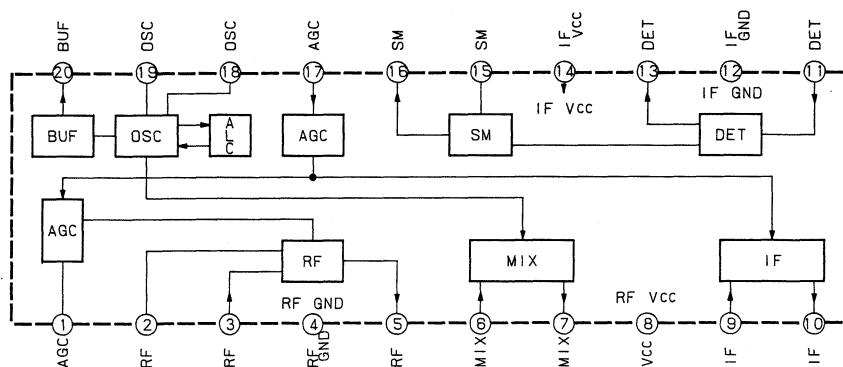 BUF OSC OSC AGC SM SM IF VCC DET IF GND DET
20 19 18 17 16 15 14 13 12 11
IF VCC IF GND
BUF OSC ALC AGC SM DET
AGC RF MIX IF
RF GND RF VCC
1 2 3 4 5 6 7 8 9 10
AGC RF RF RF GND RF MIX MIX VCC IF IF